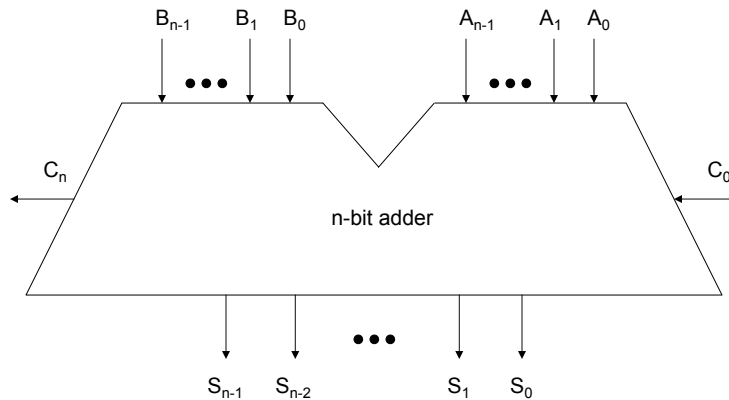 Bₙ₋₁ B₁ B₀ Aₙ₋₁ A₁ A₀
Cₙ C₀
n-bit adder
Sₙ₋₁ Sₙ₋₂ S₁ S₀